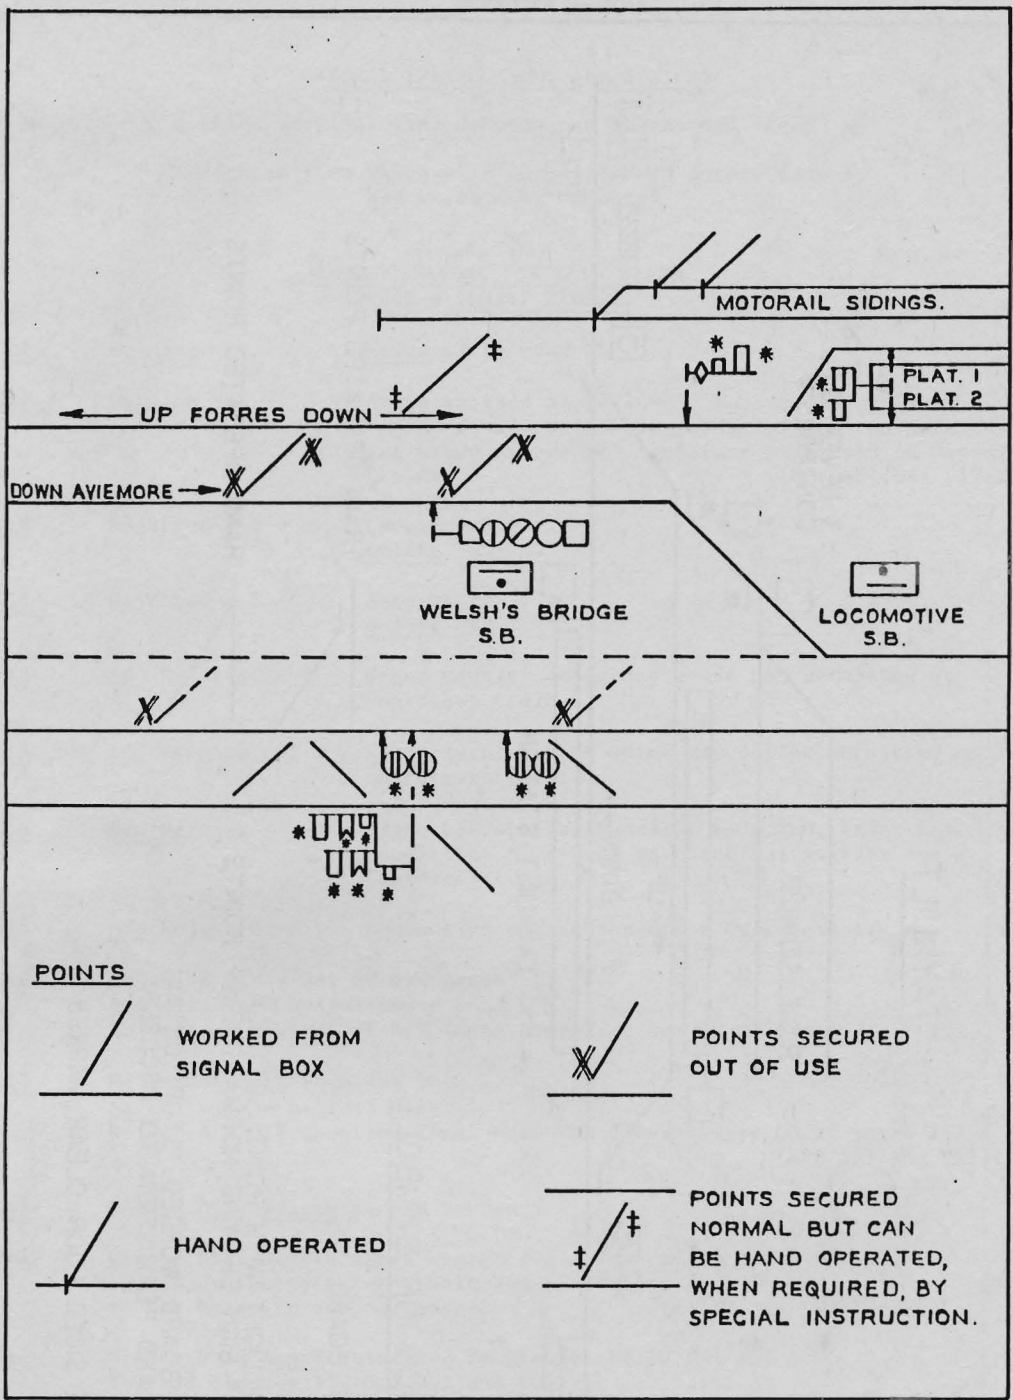 MOTORAIL SIDINGS.
PLAT. 1
PLAT. 2
UP FORRES DOWN
DOWN AVIEMORE
WELSH'S BRIDGE
S.B.
LOCOMOTIVE
S.B.
POINTS
WORKED FROM
SIGNAL BOX
POINTS SECURED
OUT OF USE
HAND OPERATED
POINTS SECURED
NORMAL BUT CAN
BE HAND OPERATED,
WHEN REQUIRED, BY
SPECIAL INSTRUCTION.